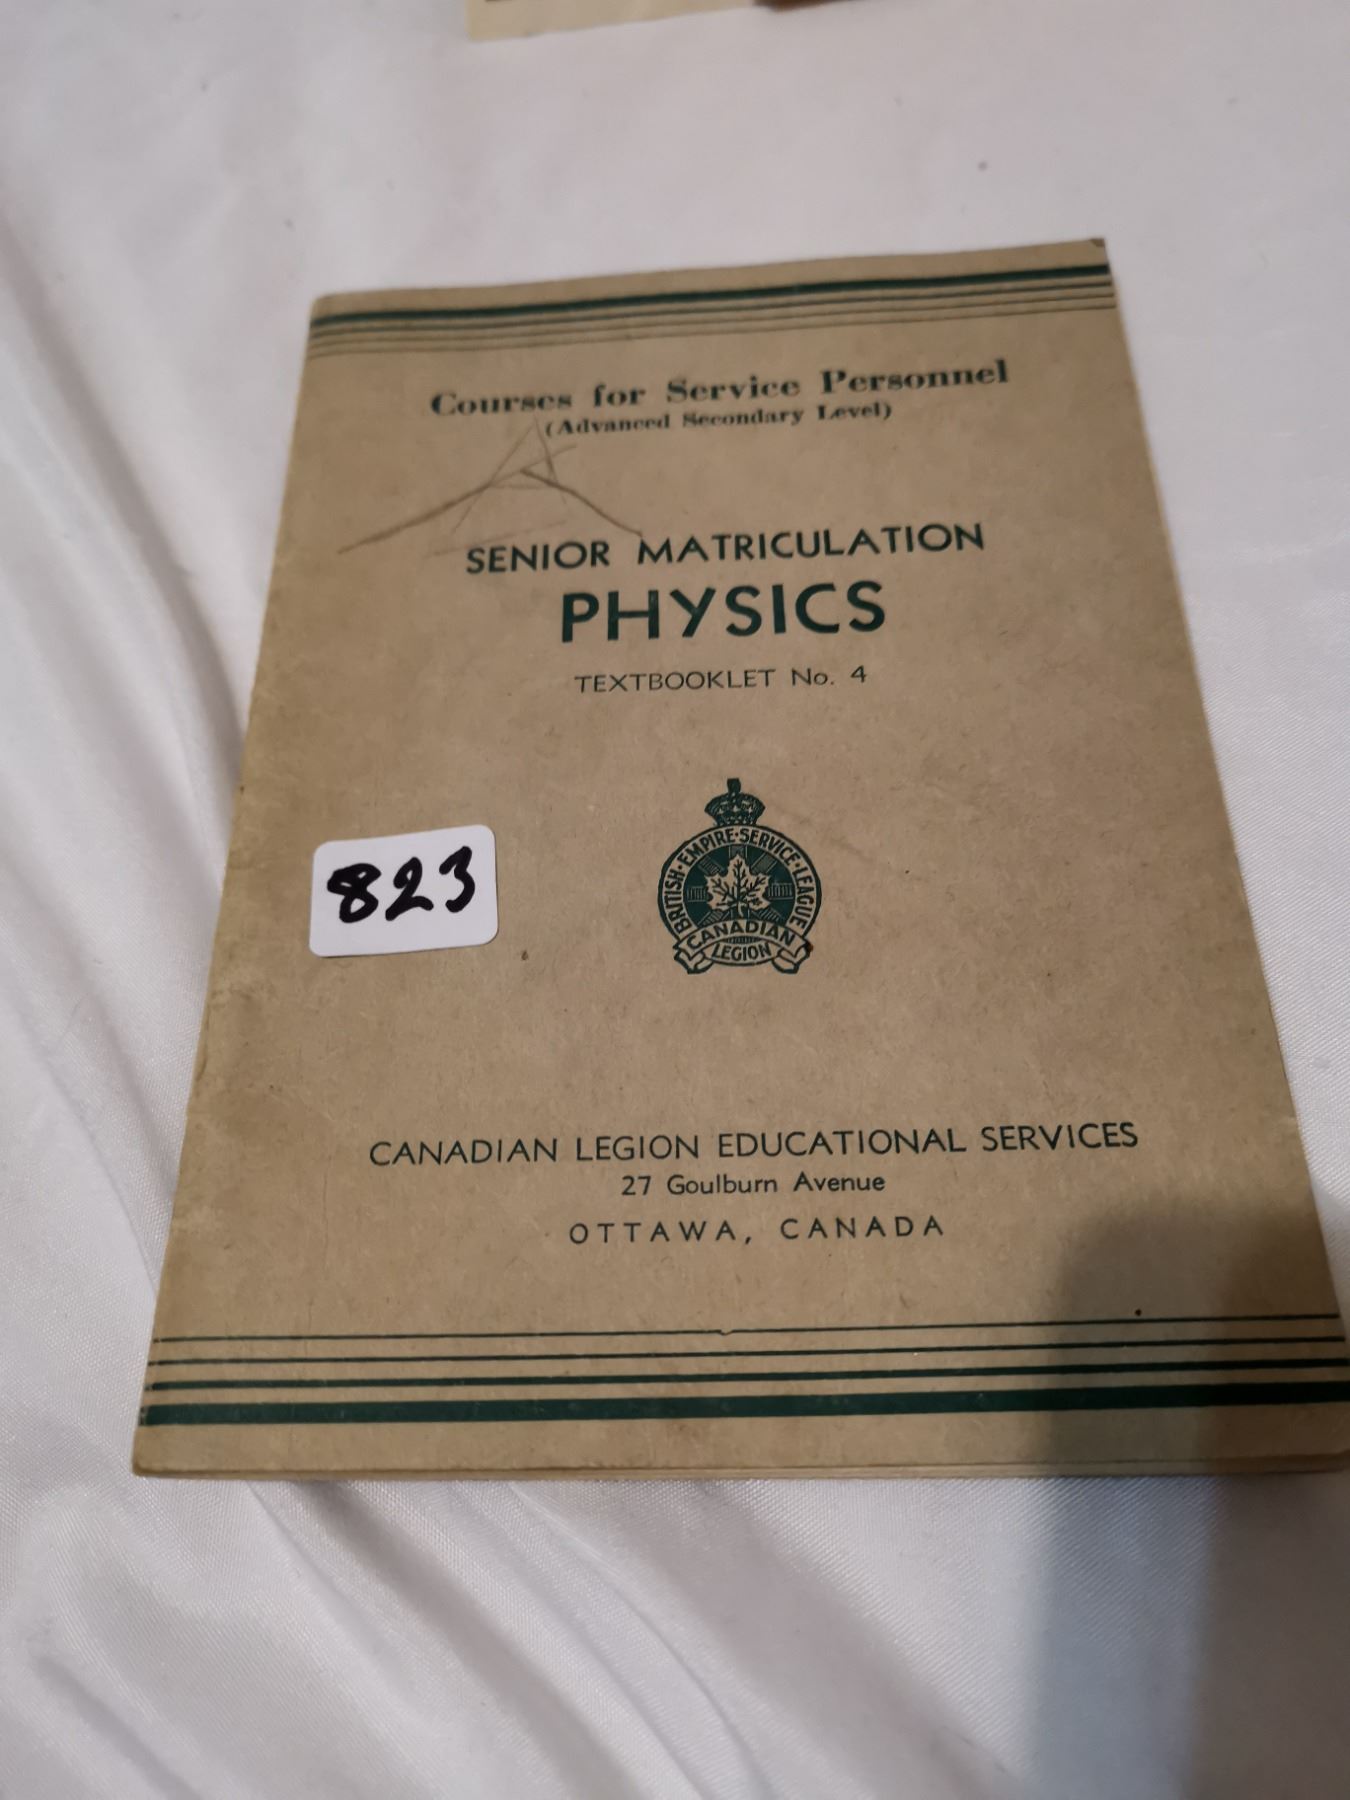 Courses for Service Personnel
(Advanced Secondary Level)
SENIOR MATRICULATION
PHYSICS
TEXTBOOKLET No. 4
823
BRITISH · EMPIRE · SERVICE · LEAGUE
CANADIAN
LEGION
CANADIAN LEGION EDUCATIONAL SERVICES
27 Goulburn Avenue
OTTAWA, CANADA